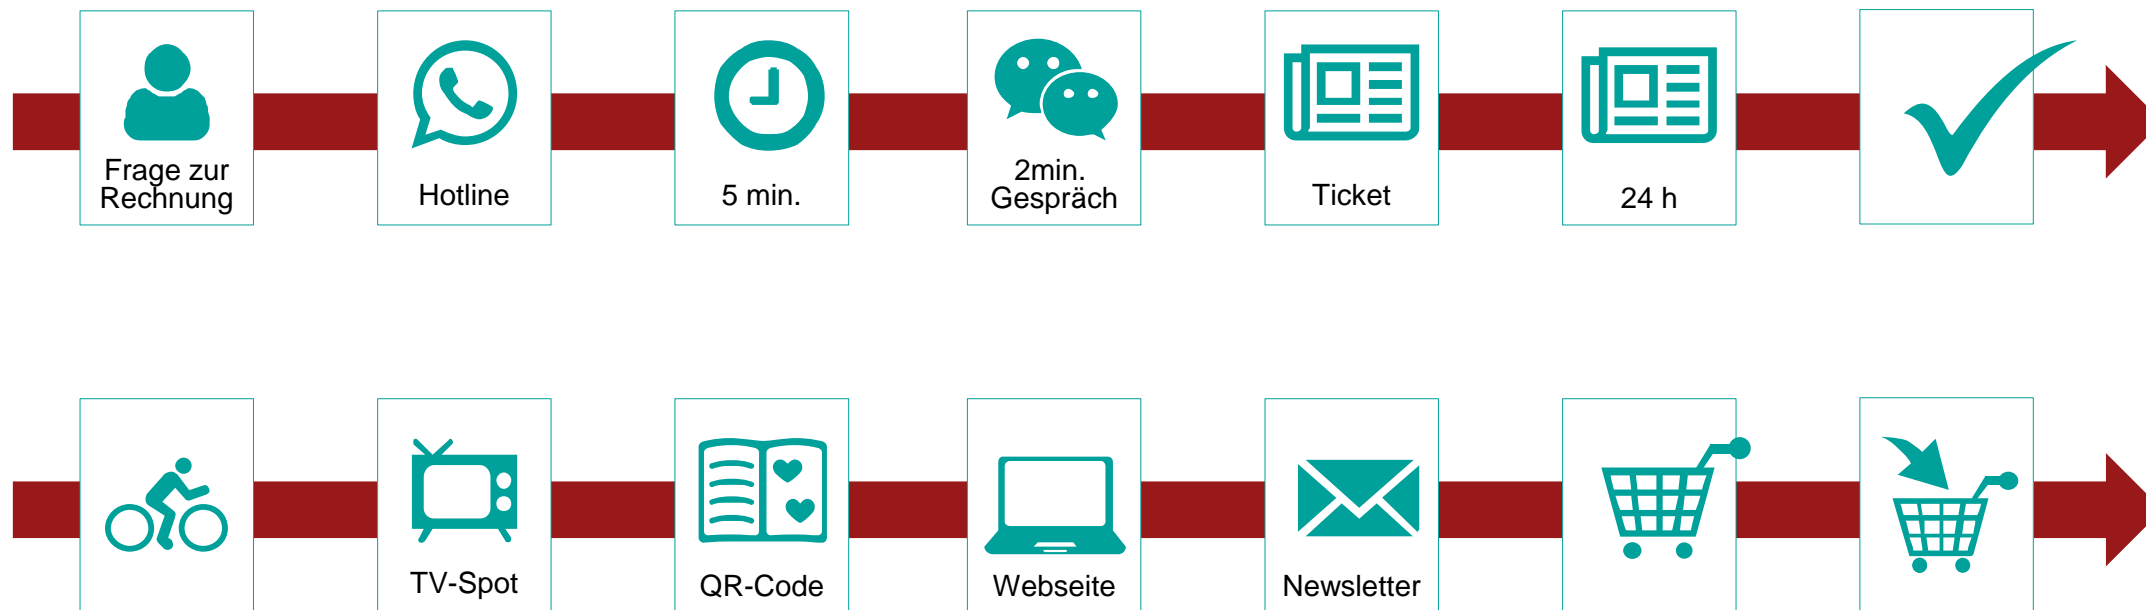 Frage zur
Rechnung
Hotline
5 min.
2min.
Gespräch
Ticket
24 h
TV-Spot
QR-Code
Webseite
Newsletter